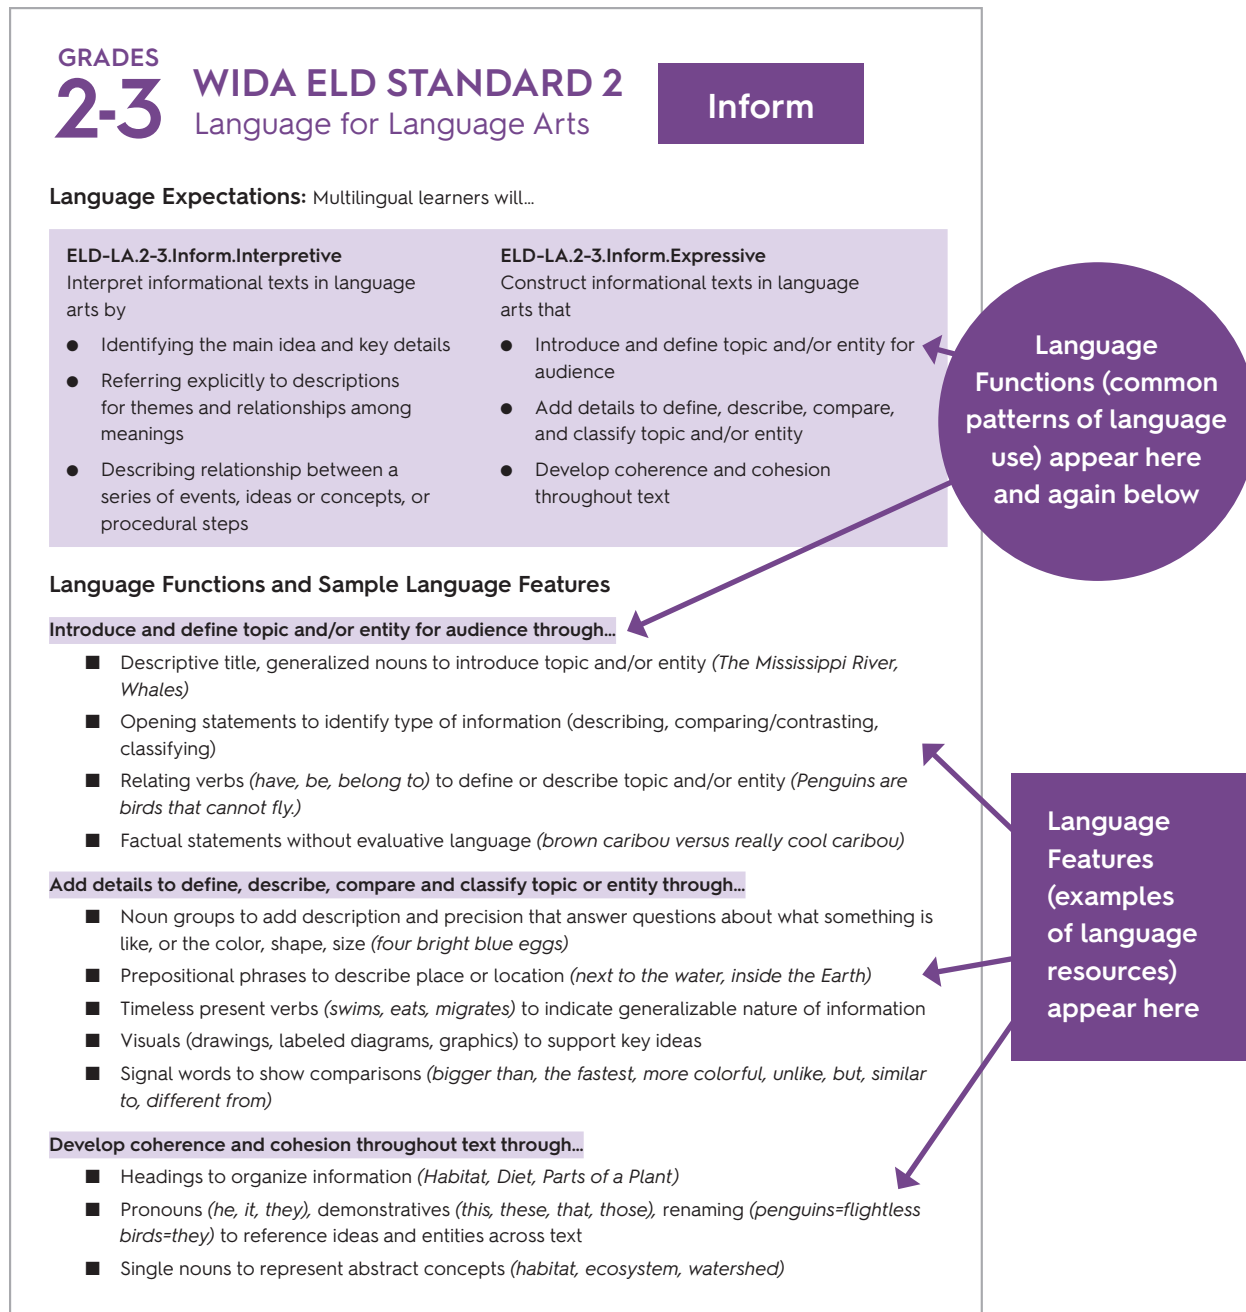 GRADES
2-3
WIDA ELD STANDARD 2
Language for Language Arts
Inform
Language Expectations: Multilingual learners will…
ELD-LA.2-3.Inform.Interpretive
Interpret informational texts in language
arts by
● Identifying the main idea and key details
● Referring explicitly to descriptions
for themes and relationships among
meanings
● Describing relationship between a
series of events, ideas or concepts, or
procedural steps
ELD-LA.2-3.Inform.Expressive
Construct informational texts in language
arts that
● Introduce and define topic and/or entity for
audience
● Add details to define, describe, compare,
and classify topic and/or entity
● Develop coherence and cohesion
throughout text
Language
Functions (common
patterns of language
use) appear here
and again below
Language Functions and Sample Language Features
Introduce and define topic and/or entity for audience through…
■ Descriptive title, generalized nouns to introduce topic and/or entity (The Mississippi River,
Whales)
■ Opening statements to identify type of information (describing, comparing/contrasting,
classifying)
■ Relating verbs (have, be, belong to) to define or describe topic and/or entity (Penguins are
birds that cannot fly.)
■ Factual statements without evaluative language (brown caribou versus really cool caribou)
Add details to define, describe, compare and classify topic or entity through…
■ Noun groups to add description and precision that answer questions about what something is
like, or the color, shape, size (four bright blue eggs)
■ Prepositional phrases to describe place or location (next to the water, inside the Earth)
■ Timeless present verbs (swims, eats, migrates) to indicate generalizable nature of information
■ Visuals (drawings, labeled diagrams, graphics) to support key ideas
■ Signal words to show comparisons (bigger than, the fastest, more colorful, unlike, but, similar
to, different from)
Develop coherence and cohesion throughout text through…
■ Headings to organize information (Habitat, Diet, Parts of a Plant)
■ Pronouns (he, it, they), demonstratives (this, these, that, those), renaming (penguins=flightless
birds=they) to reference ideas and entities across text
■ Single nouns to represent abstract concepts (habitat, ecosystem, watershed)
Language
Features
(examples
of language
resources)
appear here